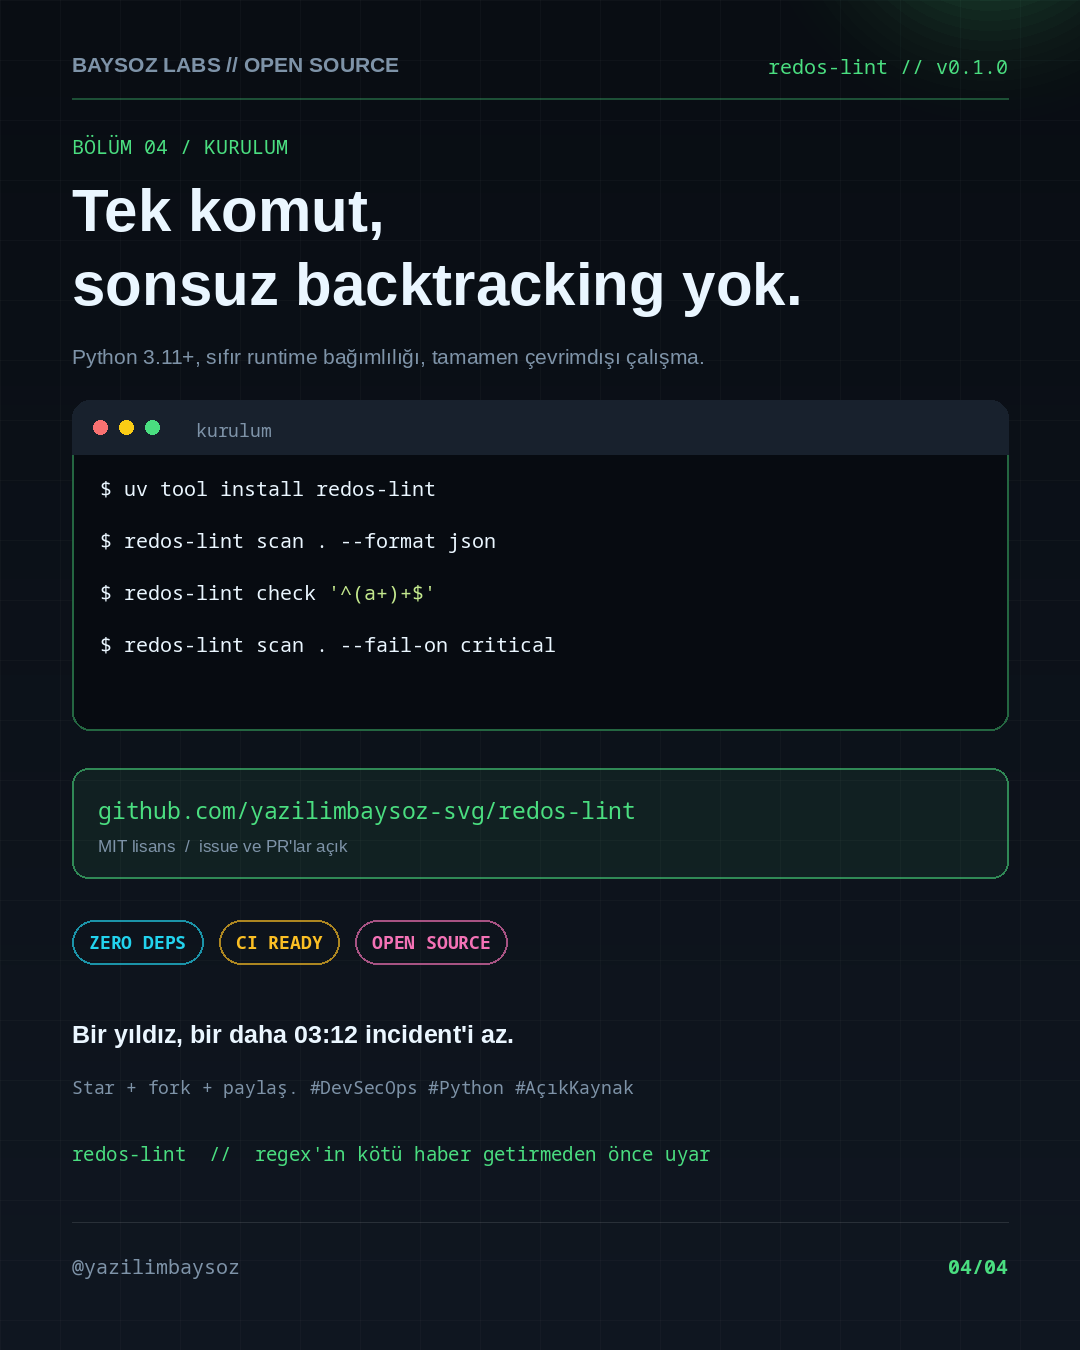 BAYSOZ LABS // OPEN SOURCE
redos-lint // v0.1.0
BÖLÜM 04 / KURULUM
Tek komut,
sonsuz backtracking yok.
Python 3.11+, sıfır runtime bağımlılığı, tamamen çevrimdışı çalışma.
kurulum
$ uv tool install redos-lint
$ redos-lint scan . --format json
$ redos-lint check '^(a+)+$'
$ redos-lint scan . --fail-on critical
github.com/yazilimbaysoz-svg/redos-lint
MIT lisans / issue ve PR'lar açık
ZERO DEPS
CI READY
OPEN SOURCE
Bir yıldız, bir daha 03:12 incident'i az.
Star + fork + paylaş. #DevSecOps #Python #AçıkKaynak
redos-lint // regex'in kötü haber getirmeden önce uyar
@yazilimbaysoz
04/04